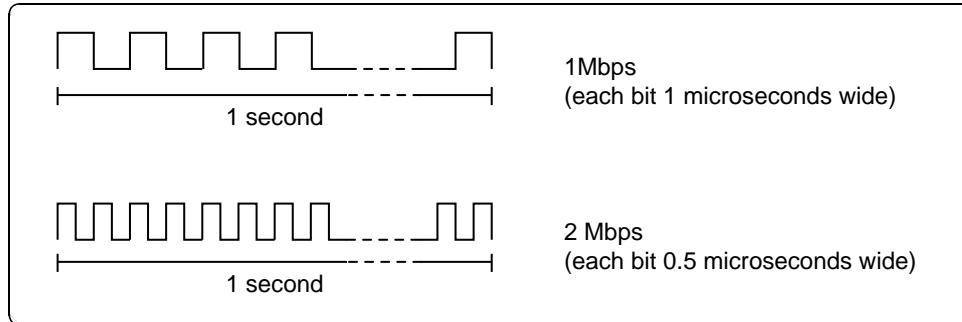 1Mbps
(each bit 1 microseconds wide)
1 second
2 Mbps
(each bit 0.5 microseconds wide)
1 second